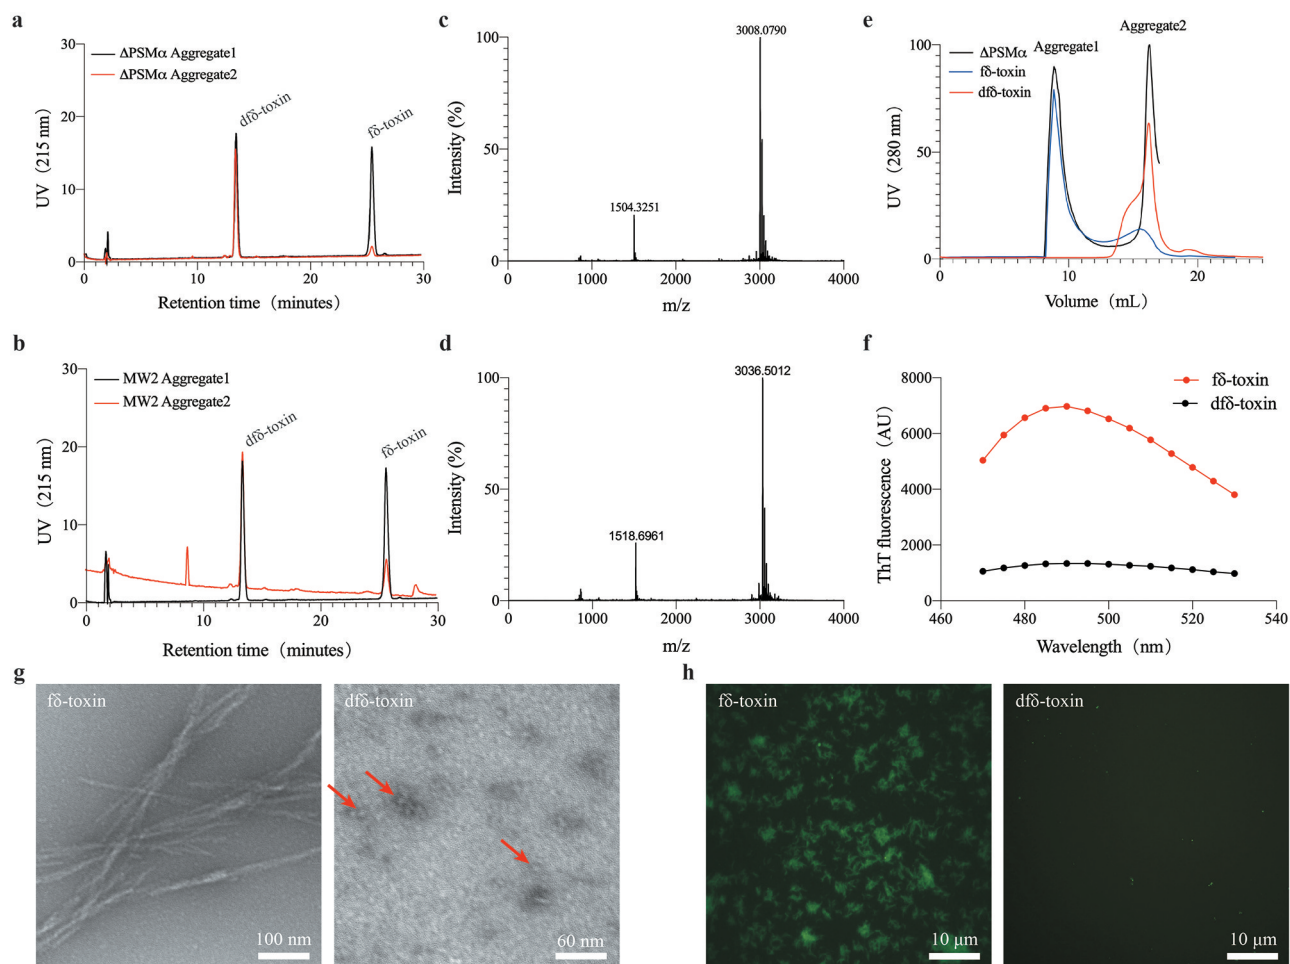 a
30
20
10
0
UV (215 nm)
ΔPSMα Aggregate1
ΔPSMα Aggregate2
dfδ-toxin
fδ-toxin
0 10 20 30
Retention time (minutes)
b
30
20
10
0
UV (215 nm)
MW2 Aggregate1
MW2 Aggregate2
dfδ-toxin
fδ-toxin
0 10 20 30
Retention time (minutes)
c
100
50
0
Intensity (%)
3008.0790
1504.3251
0 1000 2000 3000 4000
m/z
d
100
50
0
Intensity (%)
3036.5012
1518.6961
0 1000 2000 3000 4000
m/z
e
100
50
0
UV (280 nm)
ΔPSMα
fδ-toxin
dfδ-toxin
Aggregate1
Aggregate2
0 10 20
Volume (mL)
f
8000
6000
4000
2000
0
ThT fluorescence (AU)
fδ-toxin
dfδ-toxin
460 480 500 520 540
Wavelength (nm)
g
fδ-toxin
100 nm
dfδ-toxin
60 nm
h
fδ-toxin
10 μm
dfδ-toxin
10 μm